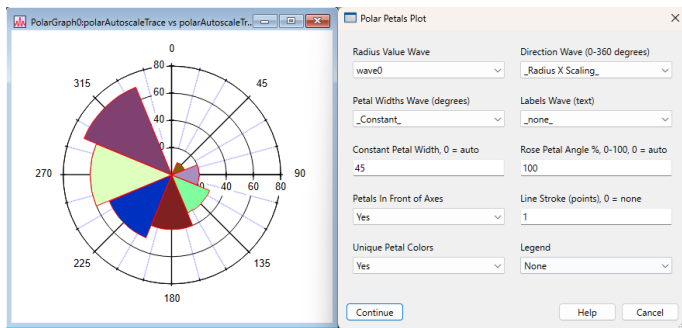 PolarGraph0:polarAutoscaleTrace vs polarAutoscaleTr...
0
45
90
135
180
225
270
315
80
60
40
20
0
20 40 60 80
Polar Petals Plot
Radius Value Wave
Direction Wave (0-360 degrees)
wave0
_Radius X Scaling_
Petal Widths Wave (degrees)
Labels Wave (text)
_Constant_
_none_
Constant Petal Width, 0 = auto
Rose Petal Angle %, 0-100, 0 = auto
45
100
Petals In Front of Axes
Line Stroke (points), 0 = none
Yes
1
Unique Petal Colors
Legend
Yes
None
Continue
Help
Cancel